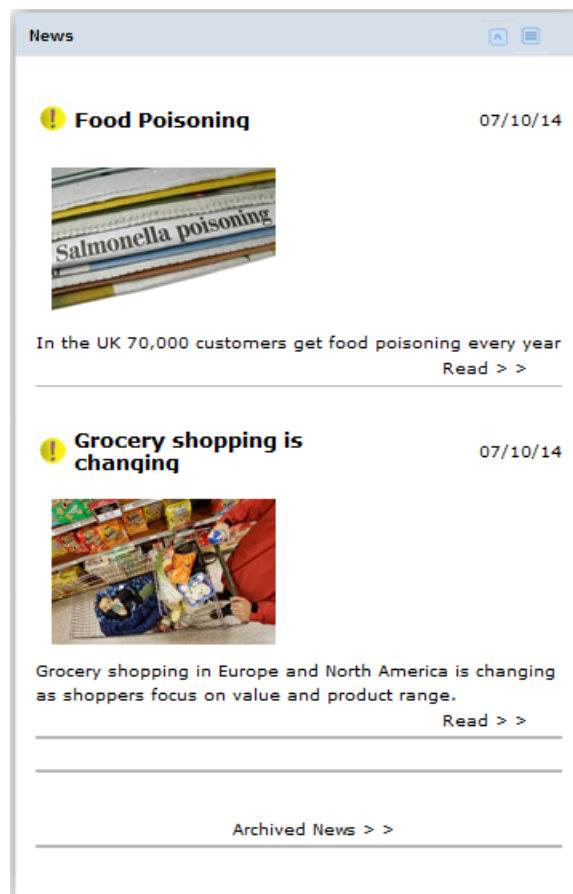 News
Food Poisoning
07/10/14
Salmonella poisoning
In the UK 70,000 customers get food poisoning every year
Read > >
Grocery shopping is
changing
07/10/14
Grocery shopping in Europe and North America is changing
as shoppers focus on value and product range.
Read > >
Archived News > >